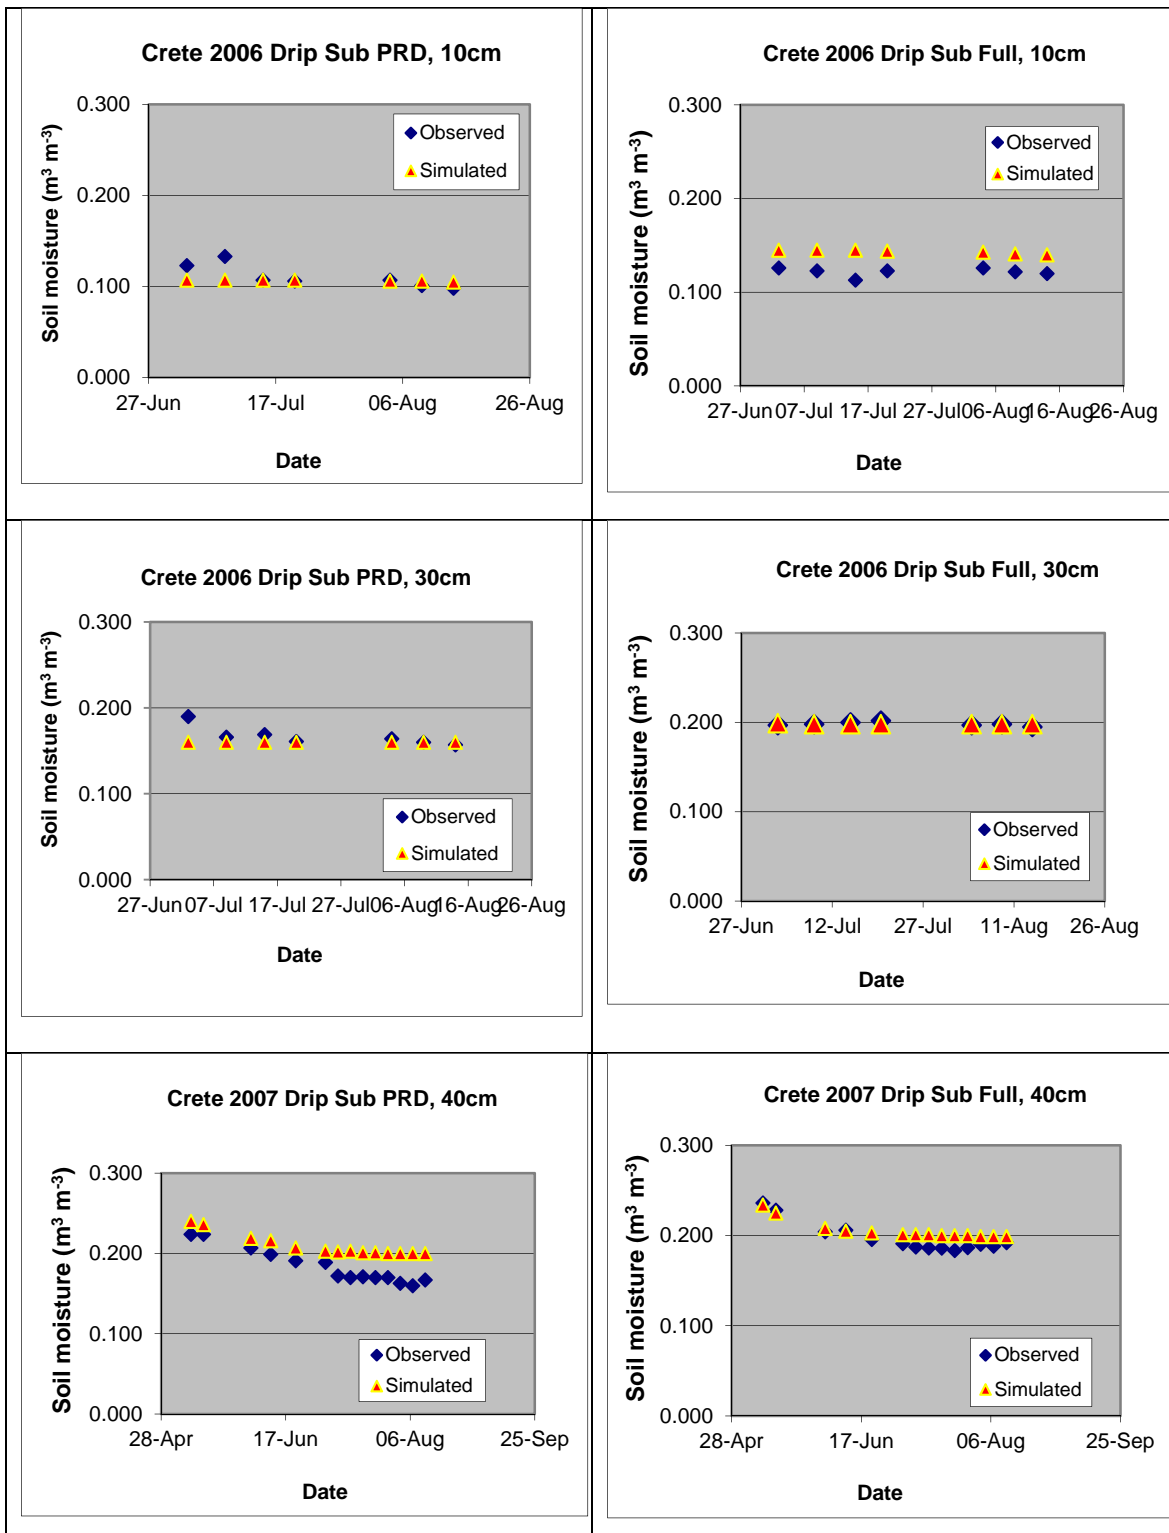 Crete 2006 Drip Sub PRD, 10cm
Soil moisture (m³ m⁻³)
0.300
0.200
0.100
0.000
Observed
Simulated
27-Jun 17-Jul 06-Aug 26-Aug
Date
Crete 2006 Drip Sub Full, 10cm
Soil moisture (m³ m⁻³)
0.300
0.200
0.100
0.000
Observed
Simulated
27-Jun 07-Jul 17-Jul 27-Jul 06-Aug 16-Aug 26-Aug
Date
Crete 2006 Drip Sub PRD, 30cm
Soil moisture (m³ m⁻³)
0.300
0.200
0.100
0.000
Observed
Simulated
27-Jun 07-Jul 17-Jul 27-Jul 06-Aug 16-Aug 26-Aug
Date
Crete 2006 Drip Sub Full, 30cm
Soil moisture (m³ m⁻³)
0.300
0.200
0.100
0.000
Observed
Simulated
27-Jun 12-Jul 27-Jul 11-Aug 26-Aug
Date
Crete 2007 Drip Sub PRD, 40cm
Soil moisture (m³ m⁻³)
0.300
0.200
0.100
0.000
Observed
Simulated
28-Apr 17-Jun 06-Aug 25-Sep
Date
Crete 2007 Drip Sub Full, 40cm
Soil moisture (m³ m⁻³)
0.300
0.200
0.100
0.000
Observed
Simulated
28-Apr 17-Jun 06-Aug 25-Sep
Date